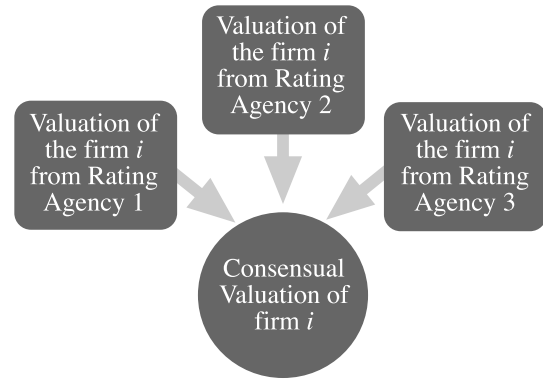 Valuation of
the firm i
from Rating
Agency 1
Valuation of
the firm i
from Rating
Agency 2
Valuation of
the firm i
from Rating
Agency 3
Consensual
Valuation of
firm i